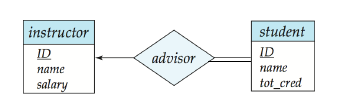 instructor
ID
name
salary
advisor
student
ID
name
tot_cred